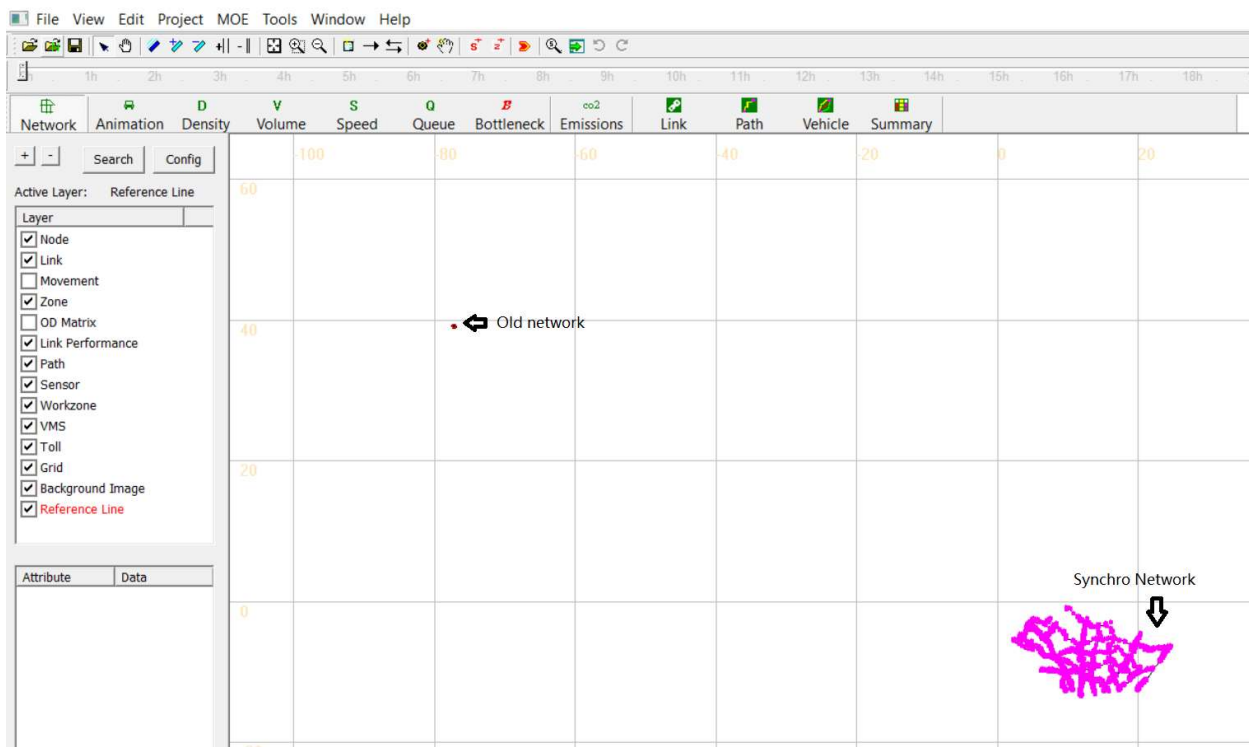 File View Edit Project MOE Tools Window Help
0h 1h 2h 3h 4h 5h 6h 7h 8h 9h 10h 11h 12h 13h 14h 15h 16h 17h 18h
Network Animation Density Volume Speed Queue Bottleneck Emissions Link Path Vehicle Summary
+ - Search Config
-100 -80 -60 -40 -20 0 20
Active Layer: Reference Line
60
Layer
Node
Link
Movement
Zone
OD Matrix
Old network
40
Link Performance
Path
Sensor
Workzone
VMS
Toll
Grid
20
Background Image
Reference Line
Attribute Data
Synchro Network
0